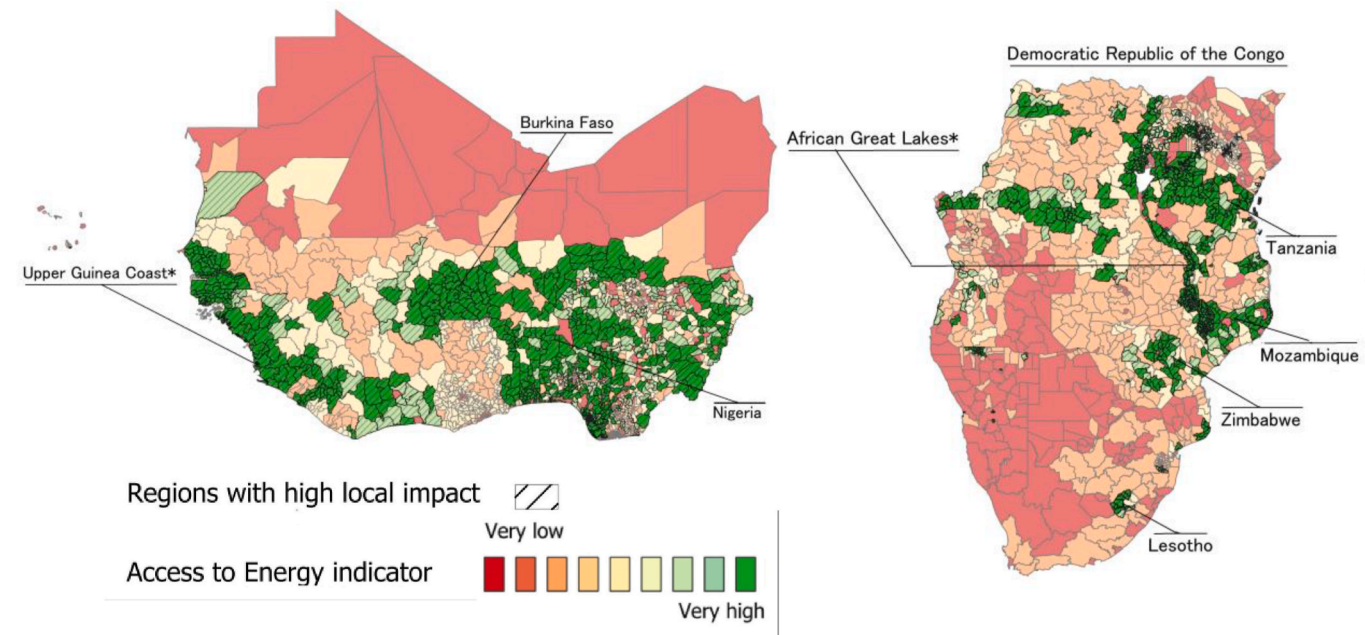 Democratic Republic of the Congo
Burkina Faso
African Great Lakes*
Tanzania
Upper Guinea Coast*
Mozambique
Nigeria
Zimbabwe
Regions with high local impact
Very low
Lesotho
Access to Energy indicator
Very high